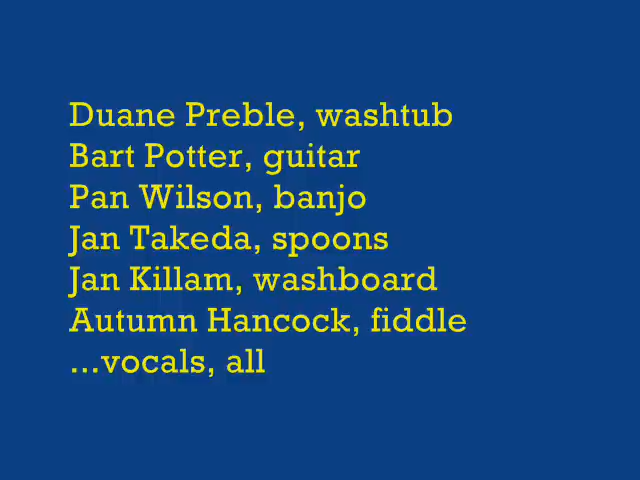 Duane Preble, washtub
Bart Potter, guitar
Pan Wilson, banjo
Jan Takeda, spoons
Jan Killam, washboard
Autumn Hancock, fiddle
...vocals, all